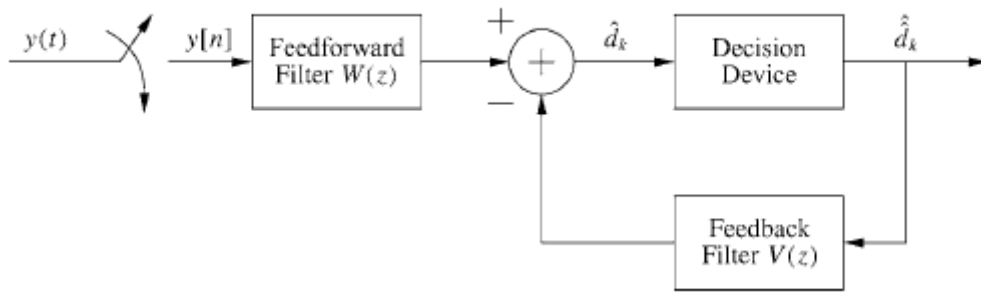 y(t)
y[n]
Feedforward
Filter W(z)
+
+
−
d̂ₖ
Decision
Device
d̂̂ₖ
Feedback
Filter V(z)